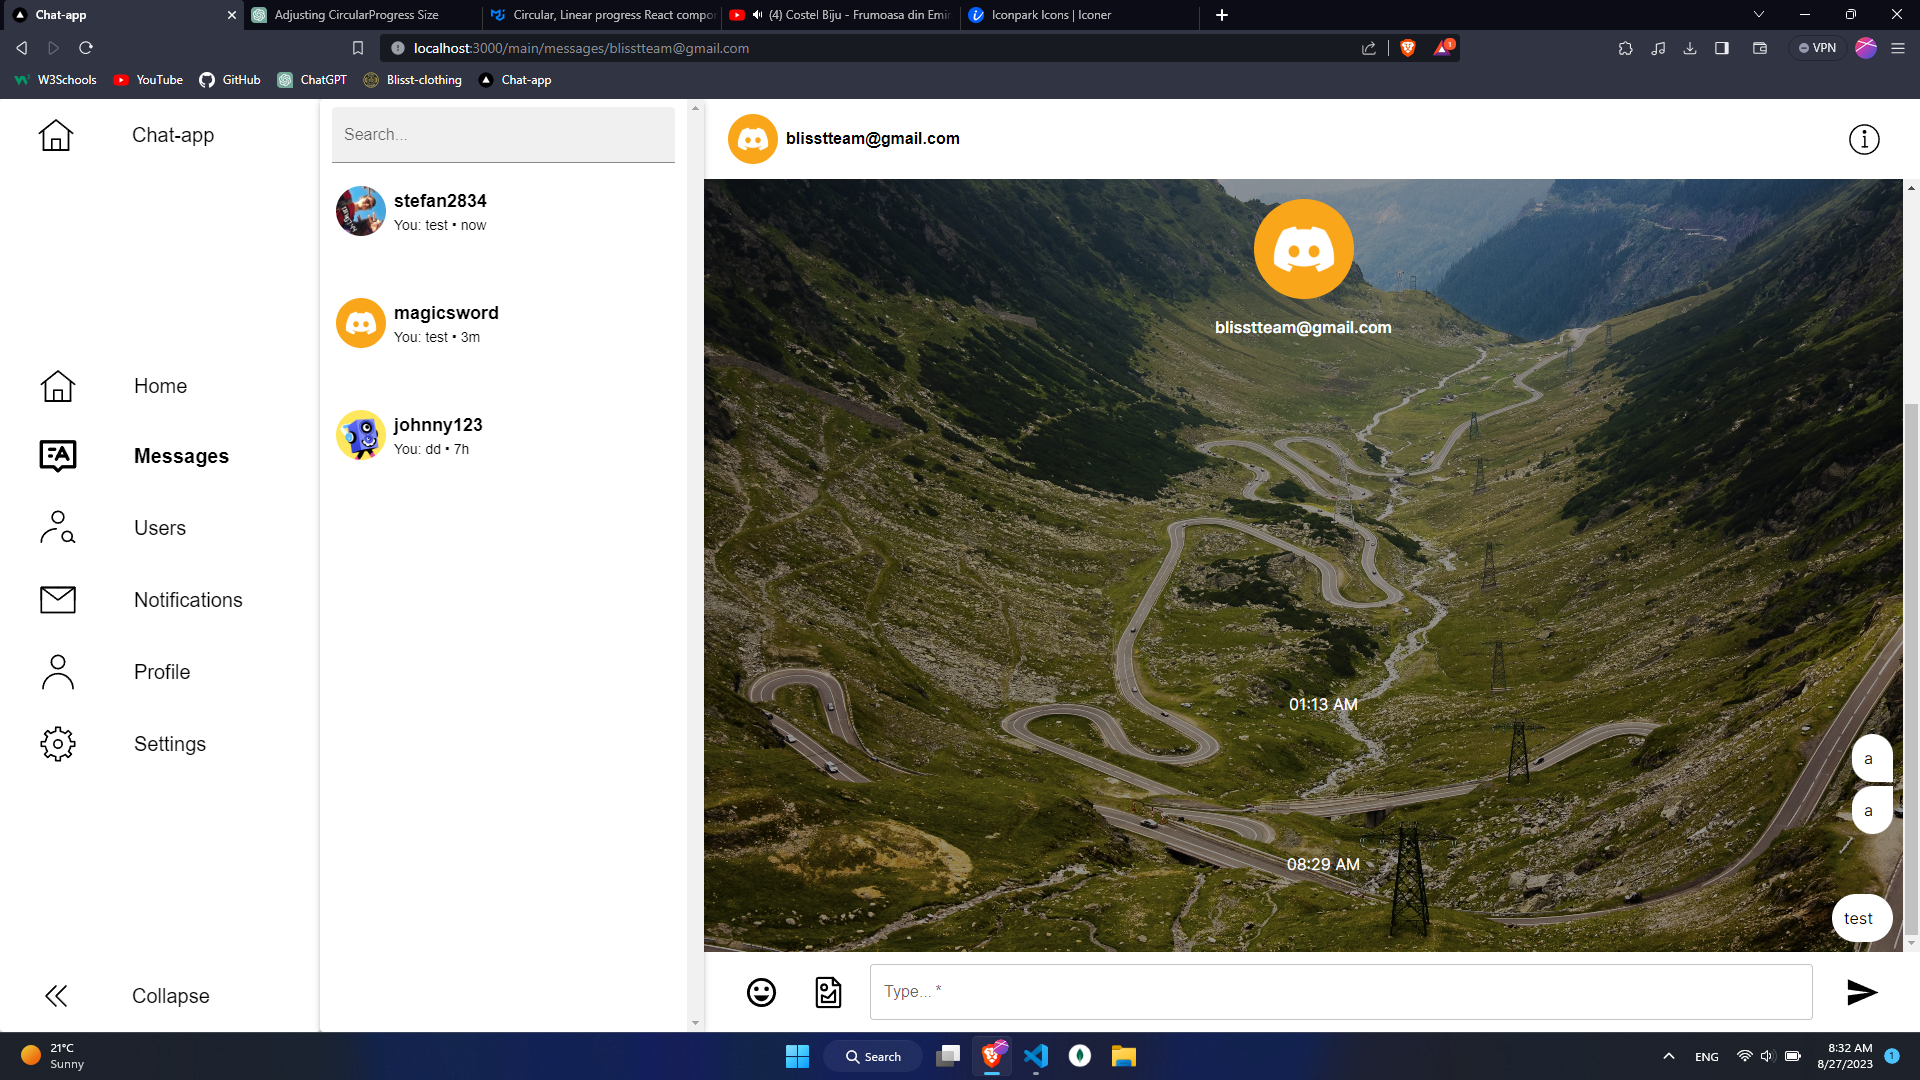 Chat-app
Adjusting CircularProgress Size
Circular, Linear progress React compo
(4) Costel Biju - Frumoasa din Emir
Iconpark Icons | Iconer
localhost:3000/main/messages/blisstteam@gmail.com
1
VPN
W3Schools
YouTube
GitHub
ChatGPT
Blisst-clothing
Chat-app
Chat-app
Home
Messages
Users
Notifications
Profile
Settings
Collapse
Search...
stefan2834
You: test • now
magicsword
You: test • 3m
johnny123
You: dd • 7h
blisstteam@gmail.com
blisstteam@gmail.com
01:13 AM
a
a
08:29 AM
test
Type... *
21°C
Sunny
Search
ENG
8:32 AM
8/27/2023
1